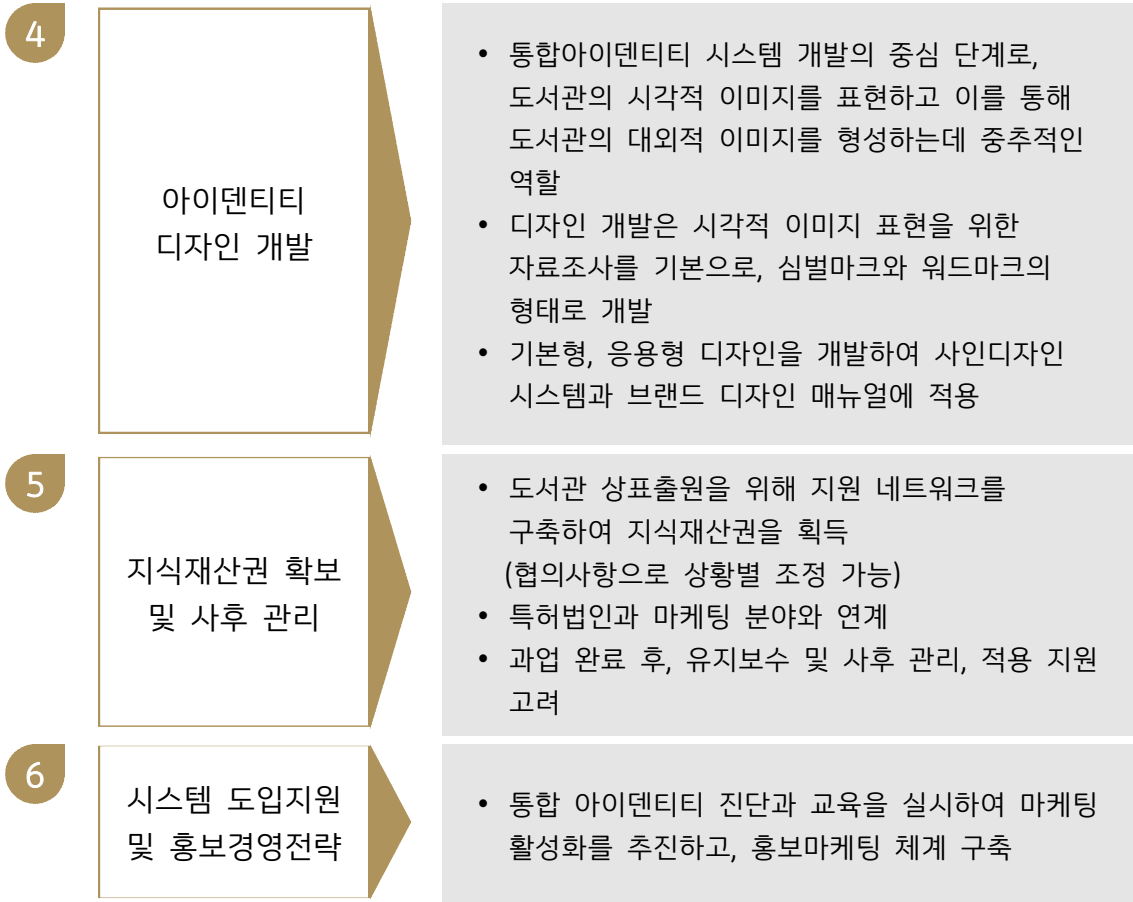 4
아이덴티티
디자인 개발
• 통합아이덴티티 시스템 개발의 중심 단계로,
도서관의 시각적 이미지를 표현하고 이를 통해
도서관의 대외적 이미지를 형성하는데 중추적인
역할
• 디자인 개발은 시각적 이미지 표현을 위한
자료조사를 기본으로, 심벌마크와 워드마크의
형태로 개발
• 기본형, 응용형 디자인을 개발하여 사인디자인
시스템과 브랜드 디자인 매뉴얼에 적용
5
지식재산권 확보
및 사후 관리
• 도서관 상표출원을 위해 지원 네트워크를
구축하여 지식재산권을 획득
(협의사항으로 상황별 조정 가능)
• 특허법인과 마케팅 분야와 연계
• 과업 완료 후, 유지보수 및 사후 관리, 적용 지원
고려
6
시스템 도입지원
및 홍보경영전략
• 통합 아이덴티티 진단과 교육을 실시하여 마케팅
활성화를 추진하고, 홍보마케팅 체계 구축